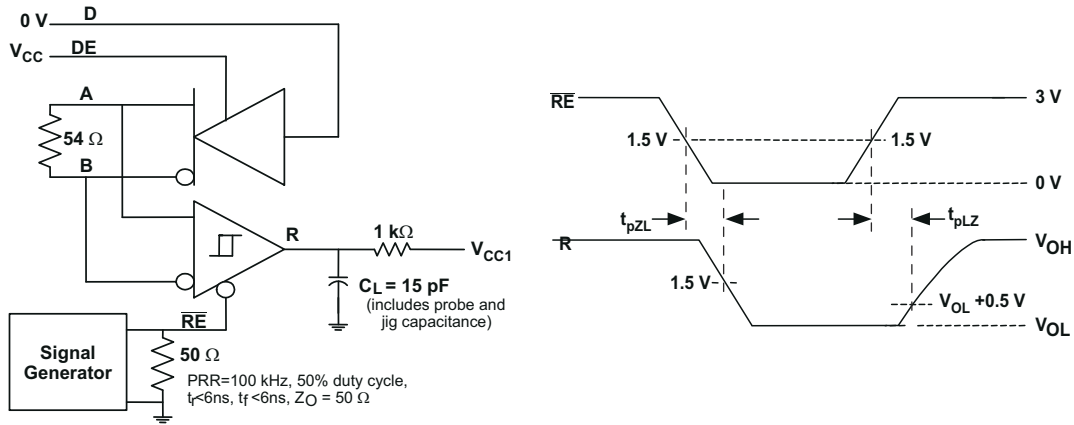 0 V D
VCC DE
A
54 Ω
B
R
1 kΩ
VCC1
CL = 15 pF
(includes probe and
jig capacitance)
RE
Signal
Generator
50 Ω
PRR=100 kHz, 50% duty cycle,
tr<6ns, tf <6ns, ZO = 50 Ω
RE
3 V
1.5 V
1.5 V
0 V
tpZL
tpLZ
R
VOH
1.5 V
VOL +0.5 V
VOL